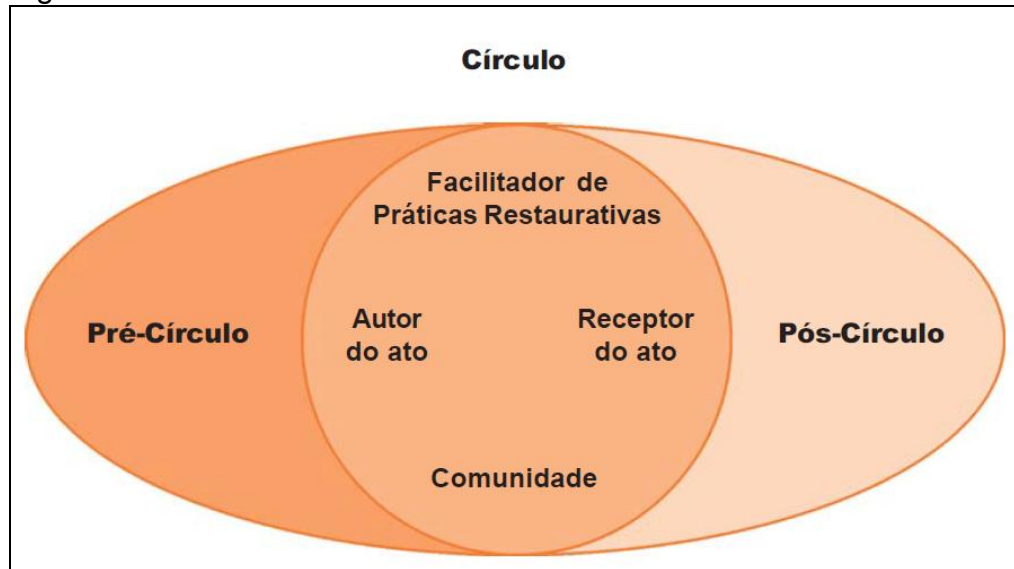 Círculo
Facilitador de
Práticas Restaurativas
Pré-Círculo
Autor
do ato
Receptor
do ato
Pós-Círculo
Comunidade